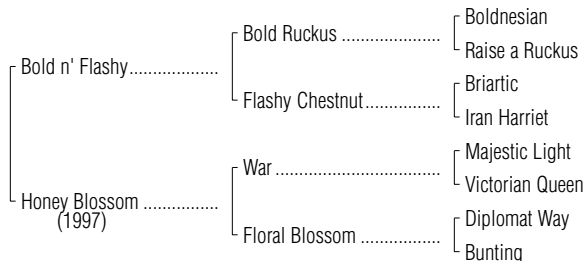 Boldnesian
Bold Ruckus ....................
Raise a Ruckus
Bold n' Flashy..................
Briartic
Flashy Chestnut...............
Iran Harriet
Majestic Light
War .................................
Victorian Queen
Honey Blossom ...............
(1997)
Diplomat Way
Floral Blossom .................
Bunting